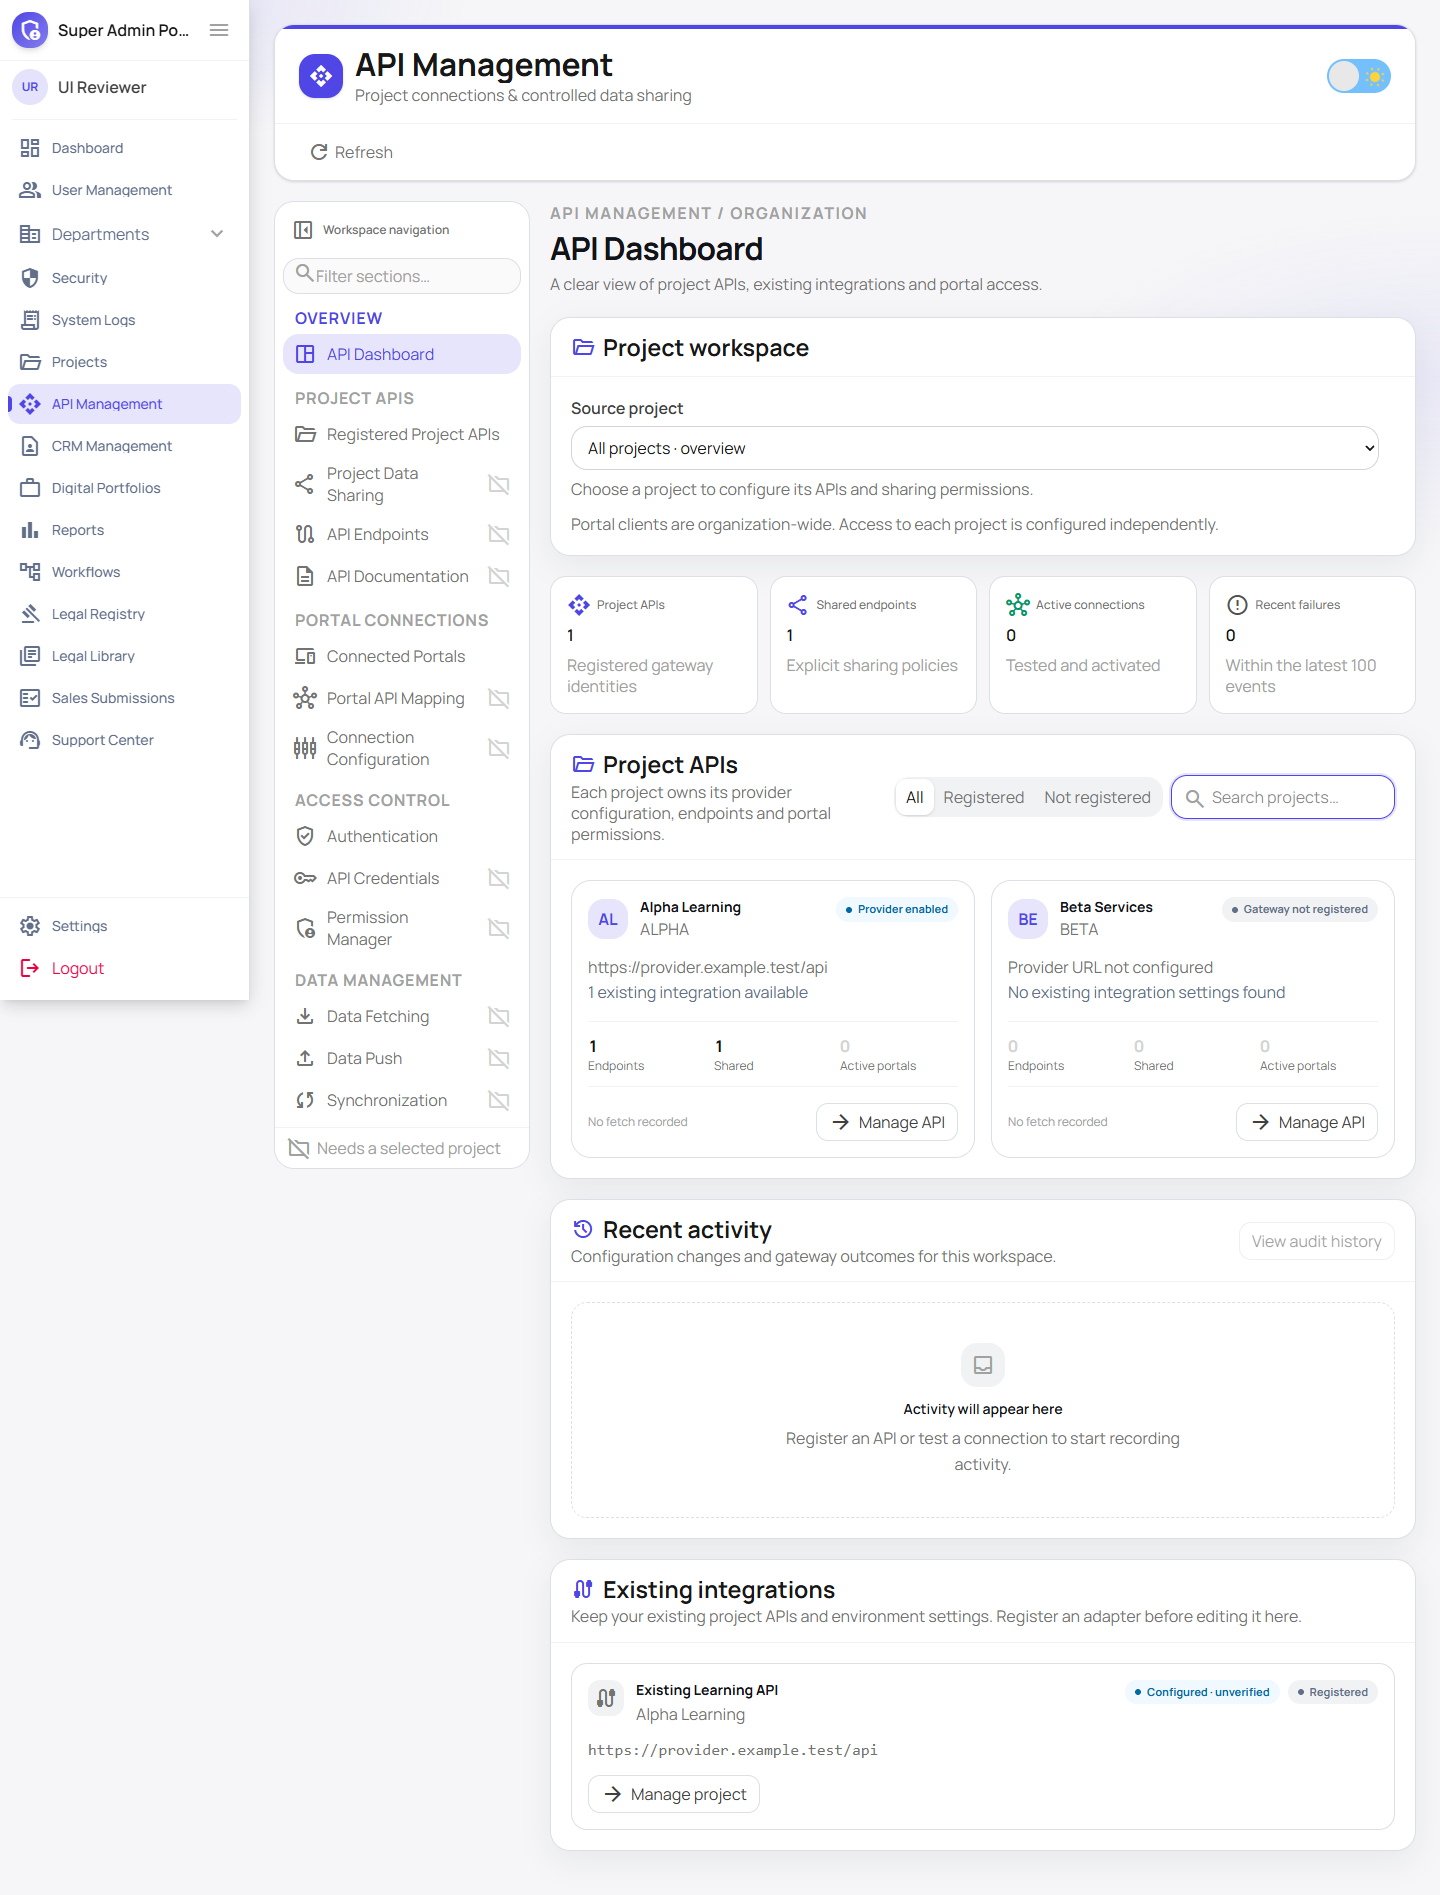 Super Admin Po...
UR
UI Reviewer
Dashboard
User Management
Departments
Security
System Logs
Projects
API Management
CRM Management
Digital Portfolios
Reports
Workflows
Legal Registry
Legal Library
Sales Submissions
Support Center
Settings
Logout
API Management
Project connections & controlled data sharing
Refresh
Workspace navigation
Filter sections...
OVERVIEW
API Dashboard
PROJECT APIS
Registered Project APIs
Project Data
Sharing
API Endpoints
API Documentation
PORTAL CONNECTIONS
Connected Portals
Portal API Mapping
Connection
Configuration
ACCESS CONTROL
Authentication
API Credentials
Permission
Manager
DATA MANAGEMENT
Data Fetching
Data Push
Synchronization
Needs a selected project
API MANAGEMENT / ORGANIZATION
API Dashboard
A clear view of project APIs, existing integrations and portal access.
Project workspace
Source project
All projects · overview
Choose a project to configure its APIs and sharing permissions.
Portal clients are organization-wide. Access to each project is configured independently.
Project APIs
1
Registered gateway
identities
Shared endpoints
1
Explicit sharing policies
Active connections
0
Tested and activated
Recent failures
0
Within the latest 100
events
Project APIs
Each project owns its provider
configuration, endpoints and portal
permissions.
All
Registered
Not registered
Search projects...
AL
Alpha Learning
ALPHA
Provider enabled
https://provider.example.test/api
1 existing integration available
1
Endpoints
1
Shared
0
Active portals
No fetch recorded
Manage API
BE
Beta Services
BETA
Gateway not registered
Provider URL not configured
No existing integration settings found
0
Endpoints
0
Shared
0
Active portals
No fetch recorded
Manage API
Recent activity
Configuration changes and gateway outcomes for this workspace.
View audit history
Activity will appear here
Register an API or test a connection to start recording
activity.
Existing integrations
Keep your existing project APIs and environment settings. Register an adapter before editing it here.
Existing Learning API
Alpha Learning
Configured · unverified
Registered
https://provider.example.test/api
Manage project